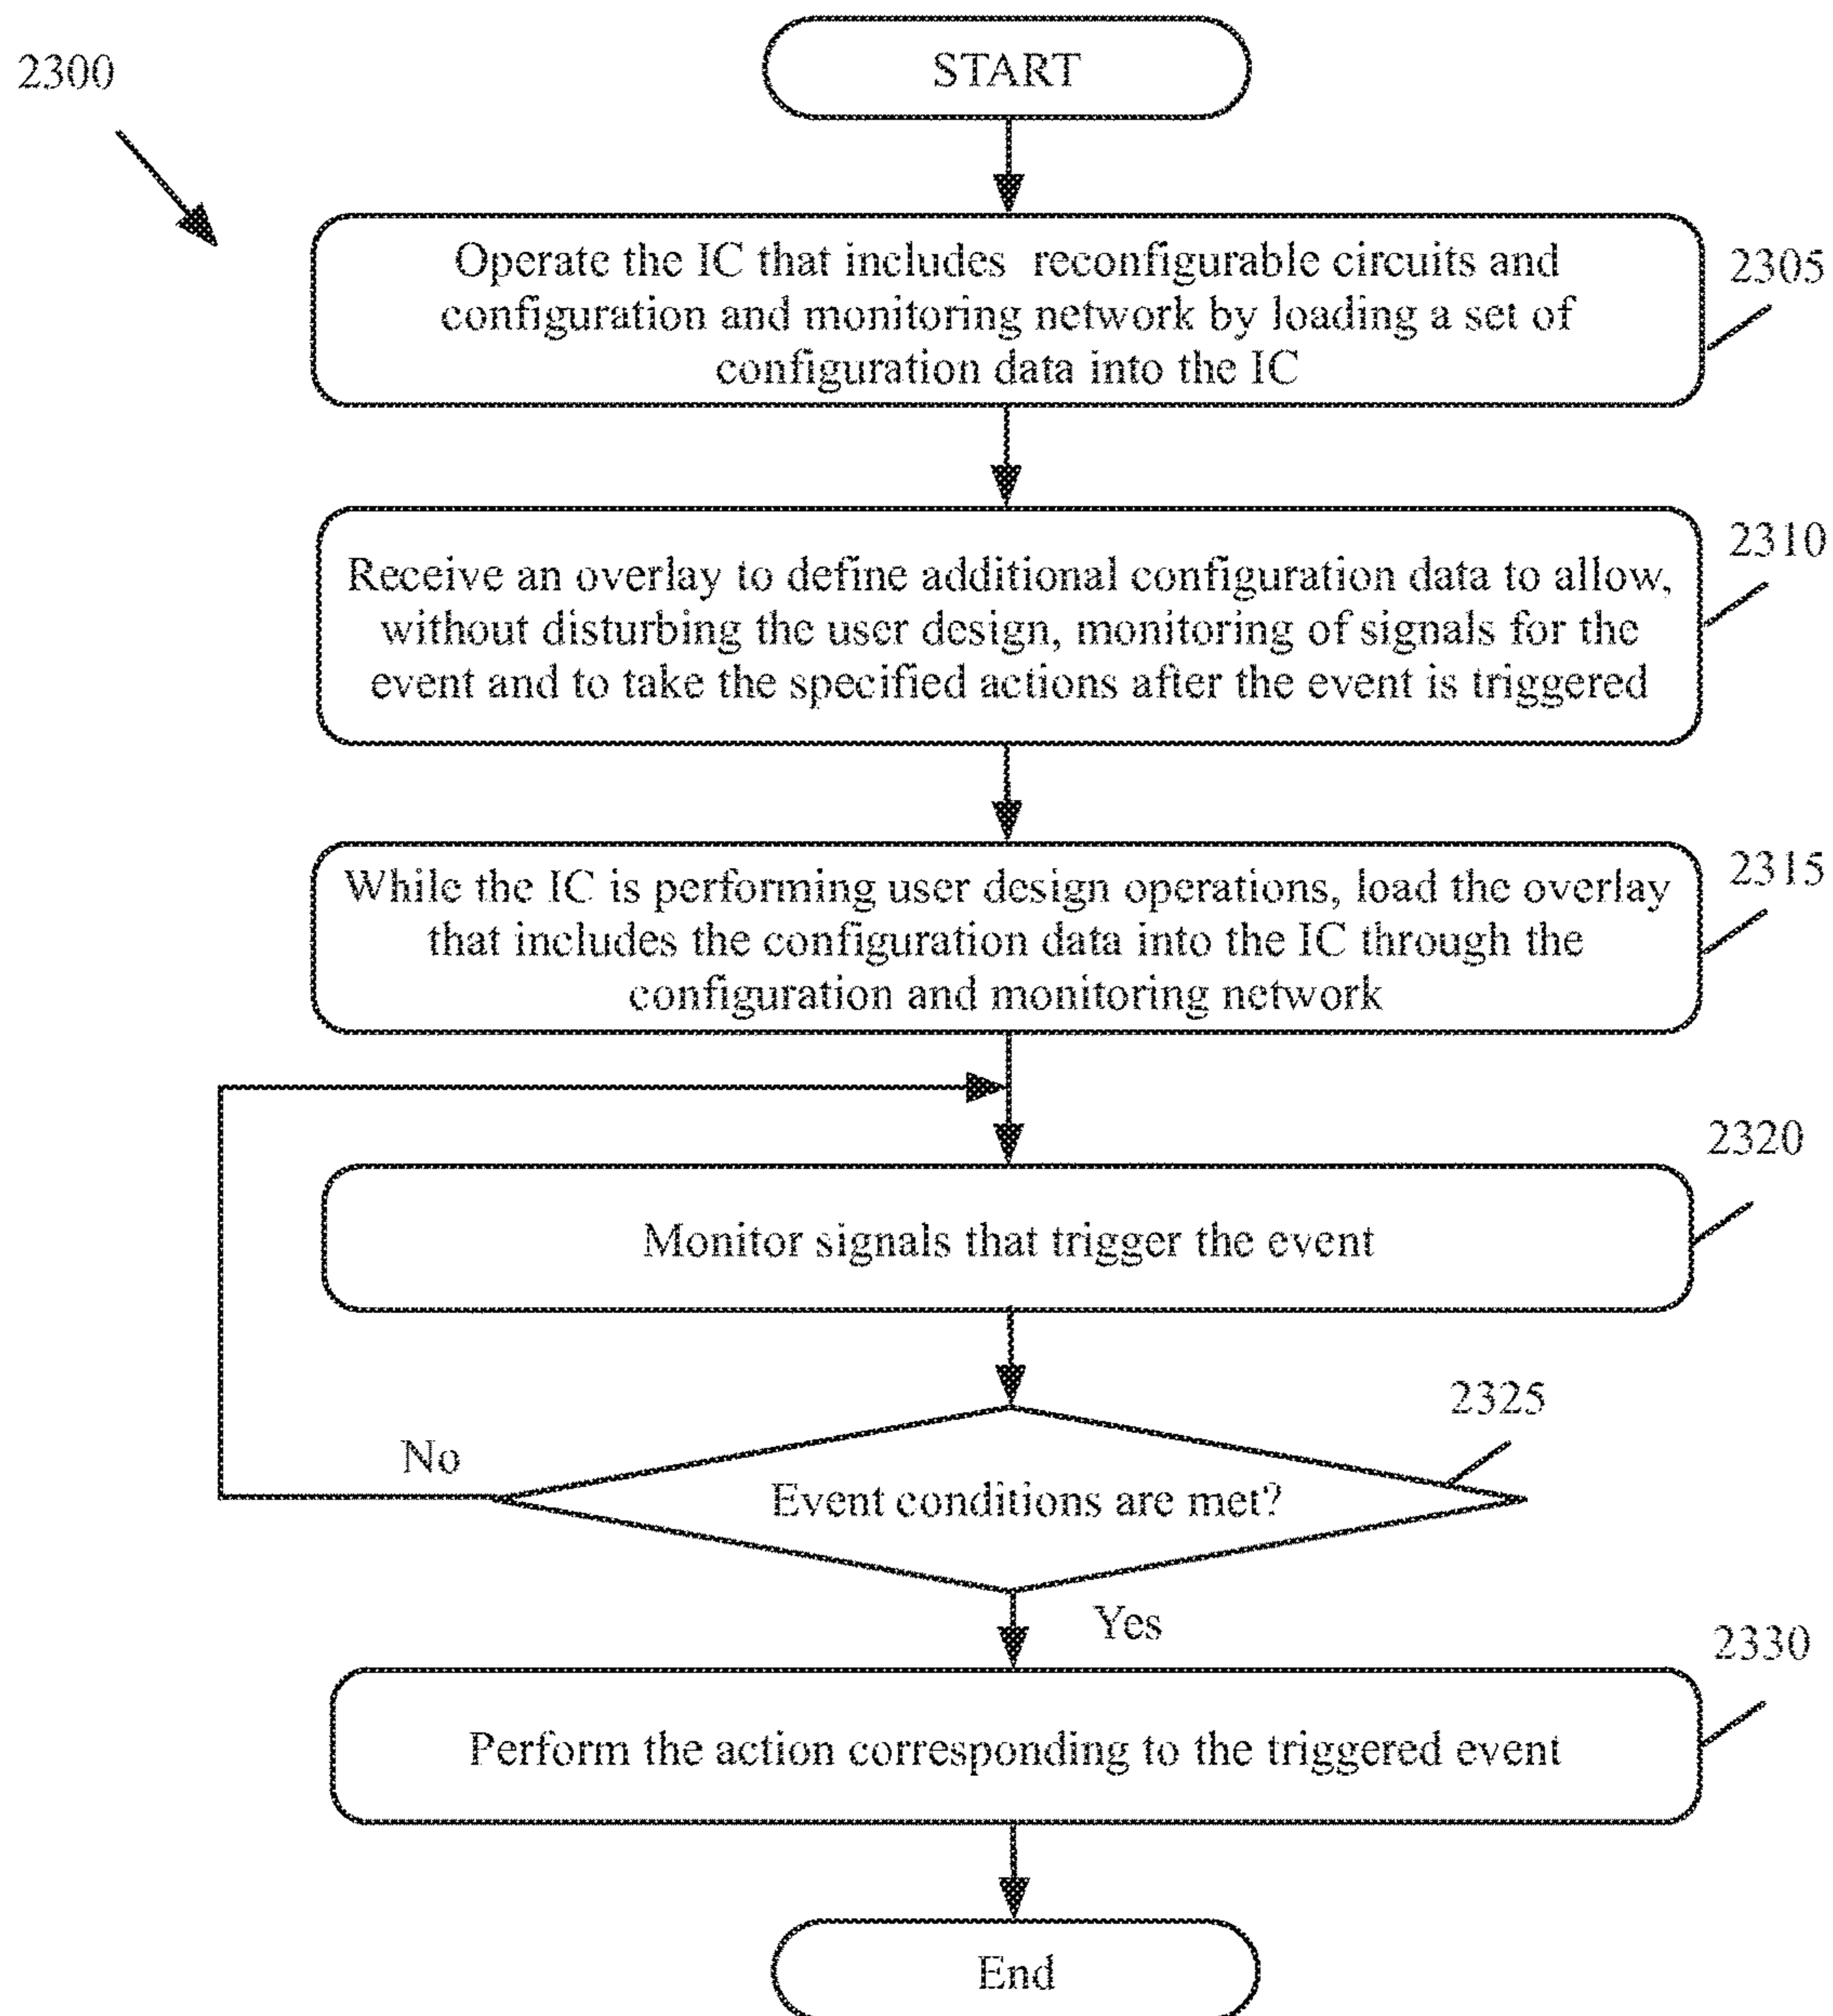 2300
START
Operate the IC that includes reconfigurable circuits and
configuration and monitoring network by loading a set of
configuration data into the IC
2305
Receive an overlay to define additional configuration data to allow,
without disturbing the user design, monitoring of signals for the
event and to take the specified actions after the event is triggered
2310
While the IC is performing user design operations, load the overlay
that includes the configuration data into the IC through the
configuration and monitoring network
2315
Monitor signals that trigger the event
2320
Event conditions are met?
2325
No
Yes
Perform the action corresponding to the triggered event
2330
End